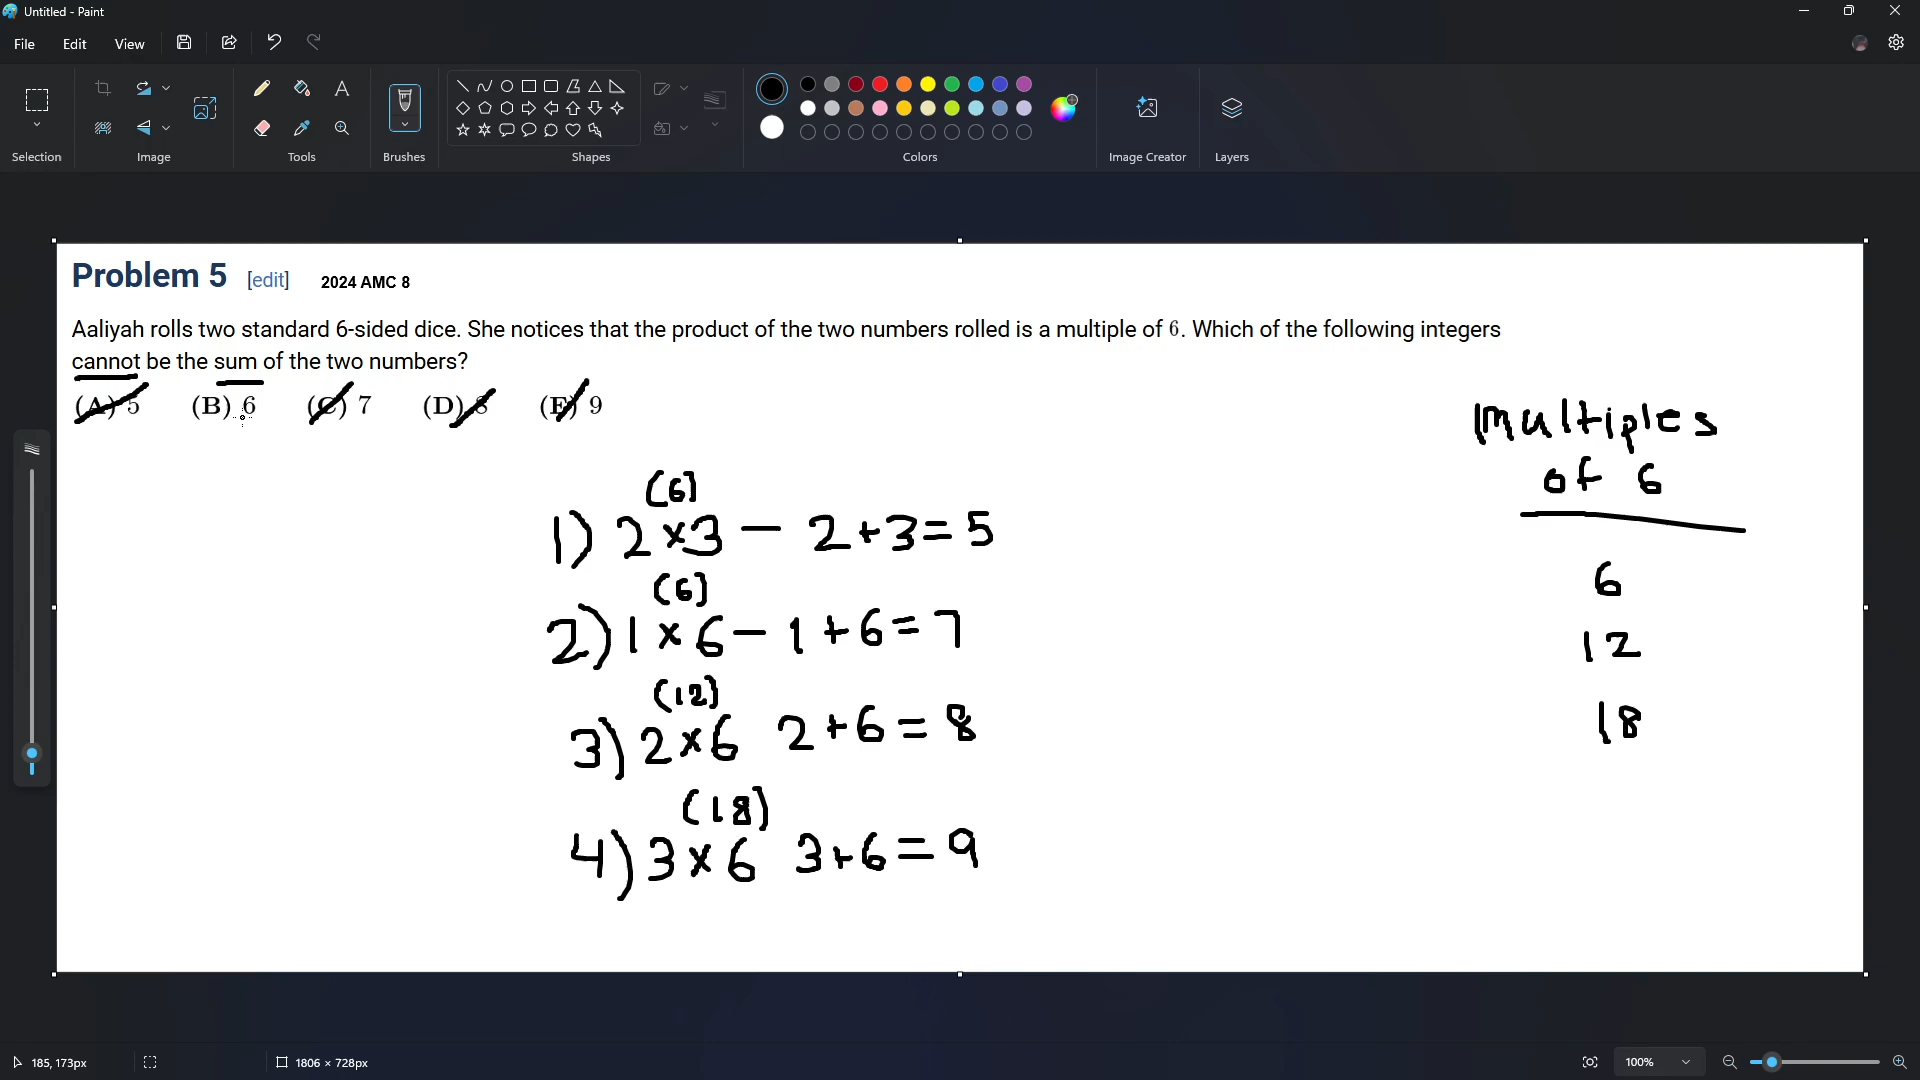 Untitled - Paint
File Edit View
Selection Image Tools Brushes Shapes Colors Image Creator Layers
Problem 5 [edit] 2024 AMC 8
Aaliyah rolls two standard 6-sided dice. She notices that the product of the two numbers rolled is a multiple of 6. Which of the following integers
cannot be the sum of the two numbers?
(A) 5 (B) 6 (C) 7 (D) 8 (E) 9
Multiples
of 6
6
12
18
(6)
1) 2 × 3 — 2 + 3 = 5
(6)
2) 1 × 6 — 1 + 6 = 7
(12)
3) 2 × 6 2 + 6 = 8
(18)
4) 3 × 6 3 + 6 = 9
185, 173px 1806 × 728px 100%